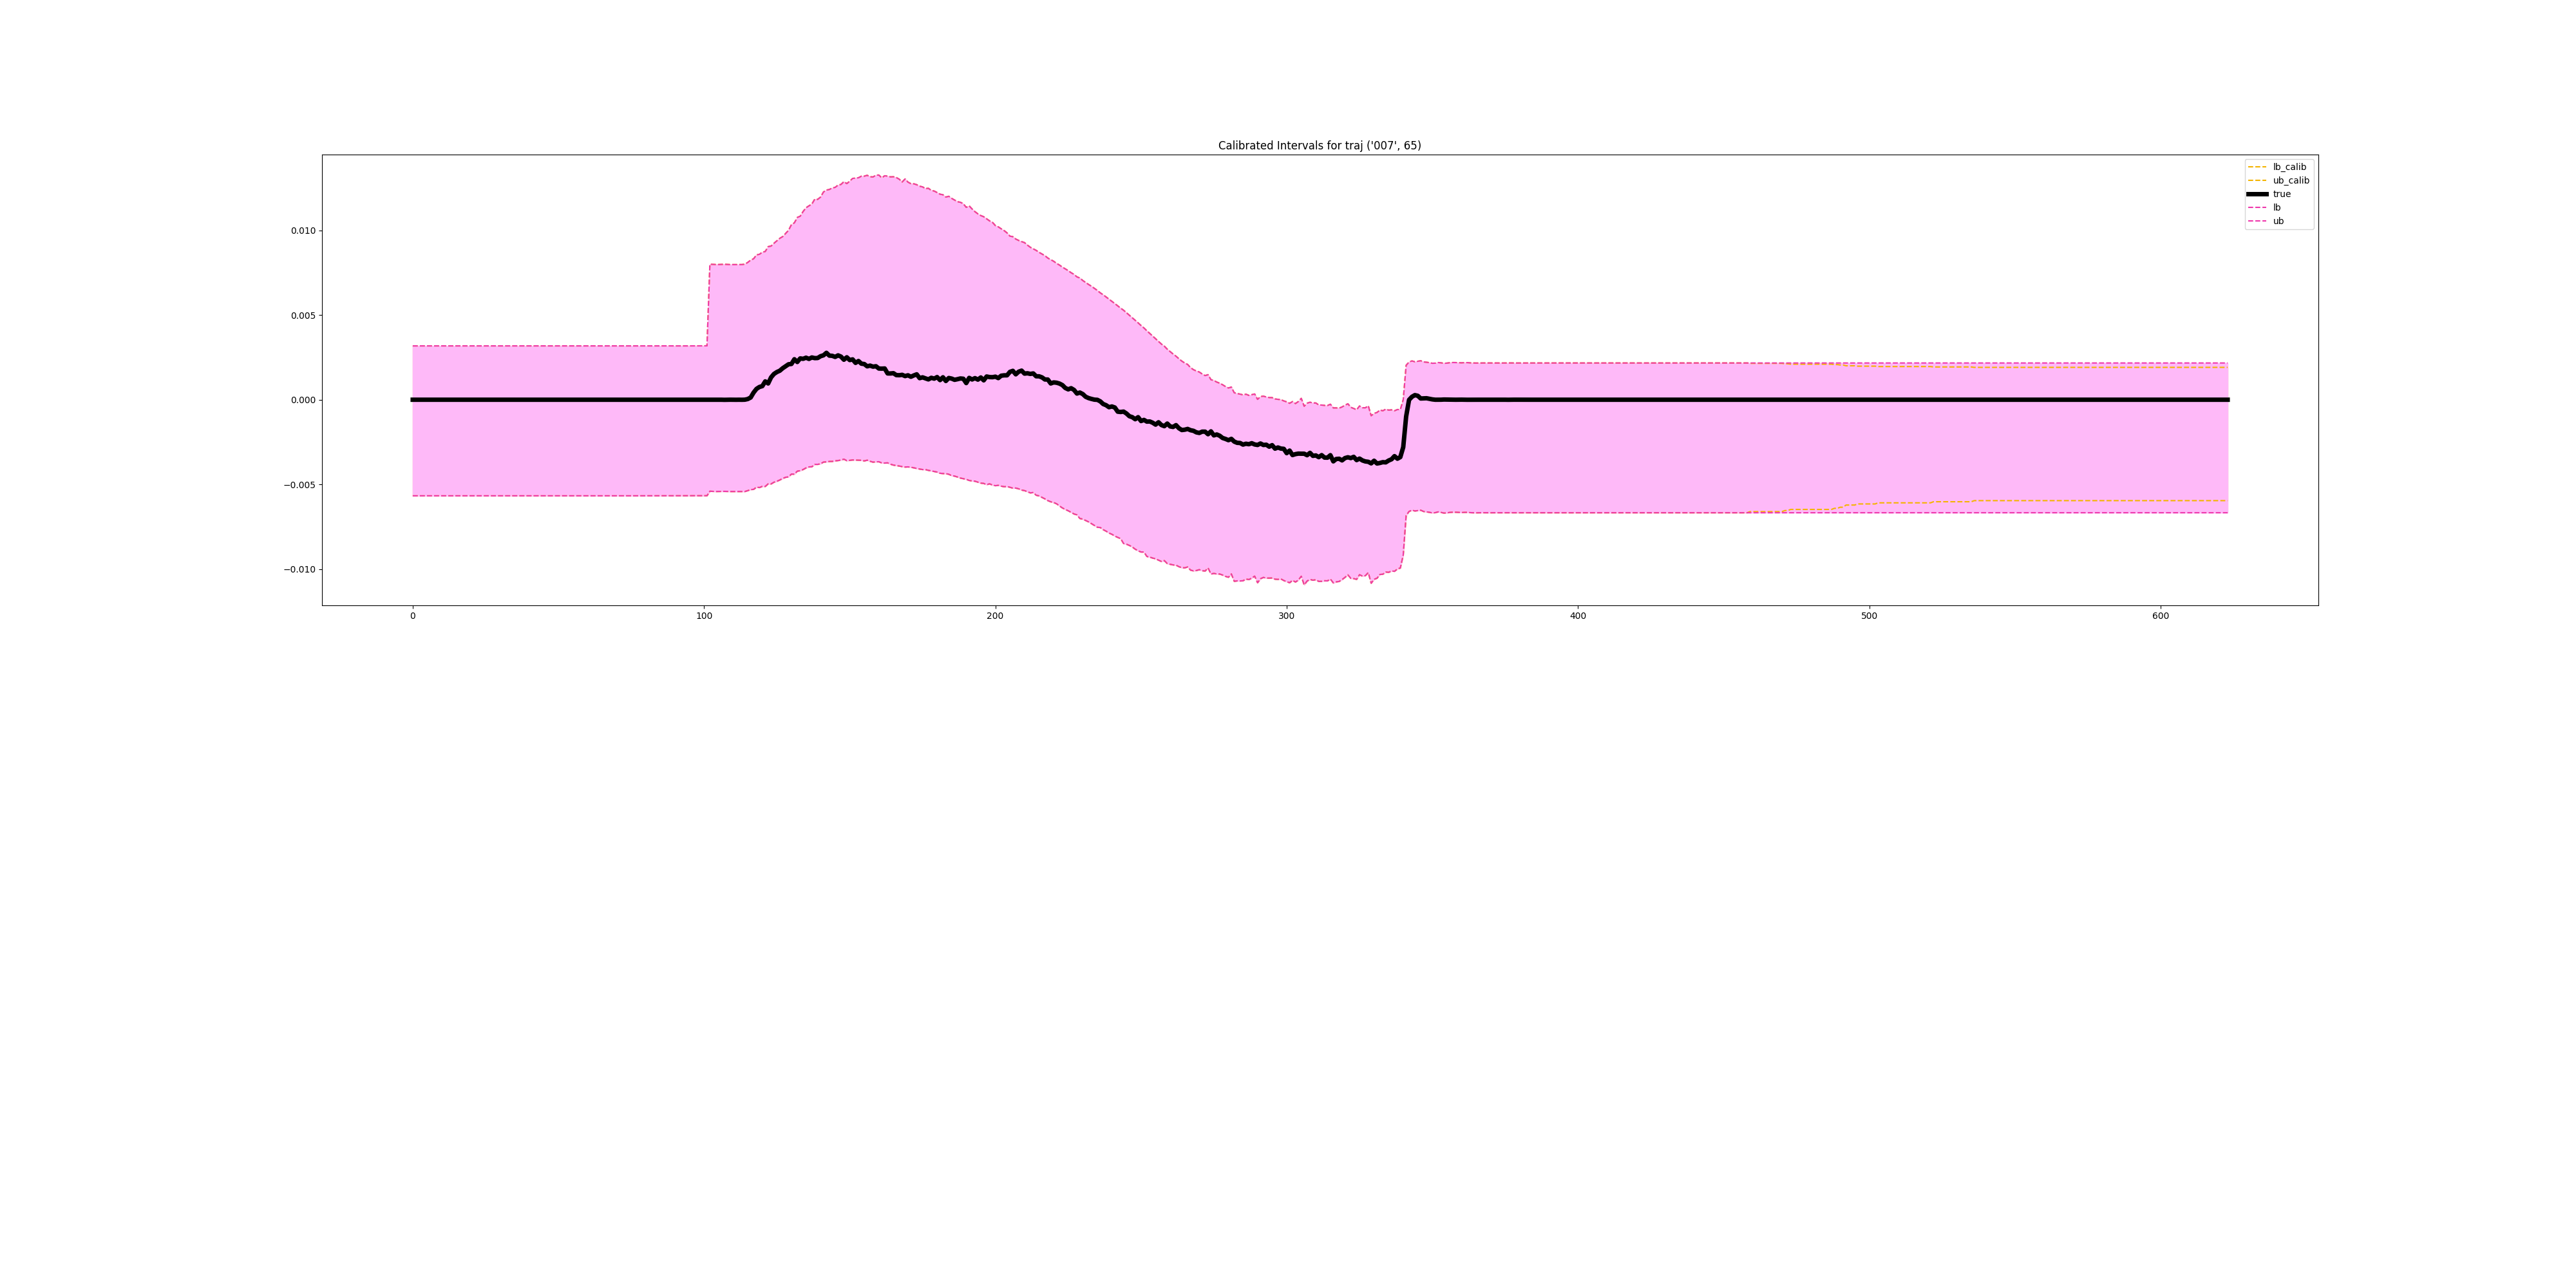 Calibrated Intervals for traj ('007', 65)
lb_calib
ub_calib
true
lb
ub
0.010
0.005
0.000
−0.005
−0.010
0 100 200 300 400 500 600